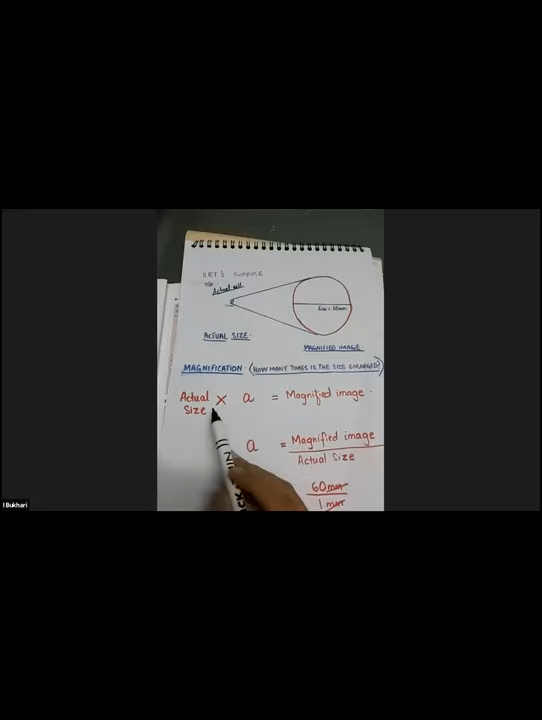 LET'S SUPPOSE
Actual cell
6cm = 60mm
ACTUAL SIZE
MAGNIFIED IMAGE
MAGNIFICATION (HOW MANY TIMES IS THE SIZE ENLARGED?)
Actual Size × a = Magnified image
a = Magnified image
Actual Size
60mm
1mm
I Bukhari